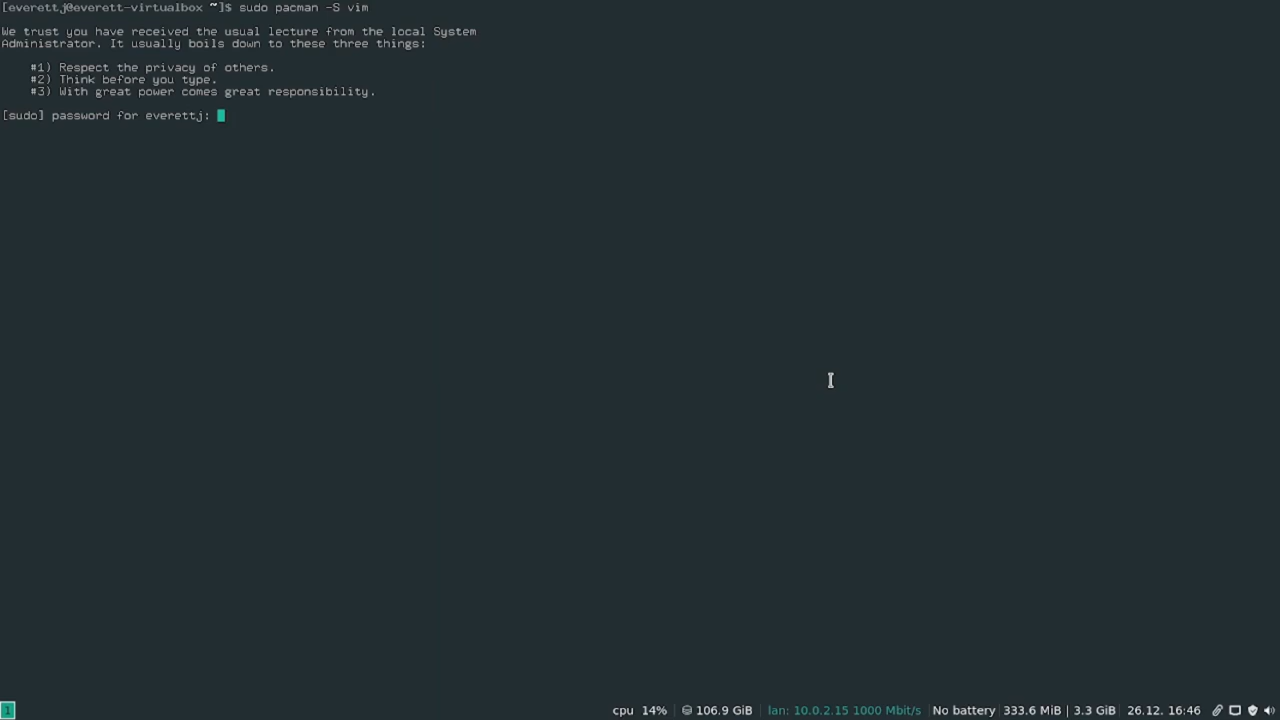 [everettj@everett-virtualbox ~]$ sudo pacman -S vim
We trust you have received the usual lecture from the local System
Administrator. It usually boils down to these three things:
#1) Respect the privacy of others.
#2) Think before you type.
#3) With great power comes great responsibility.
[sudo] password for everettj:
1 cpu 14% 106.9 GiB lan: 10.0.2.15 1000 Mbit/s No battery 333.6 MiB | 3.3 GiB 26.12. 16:46